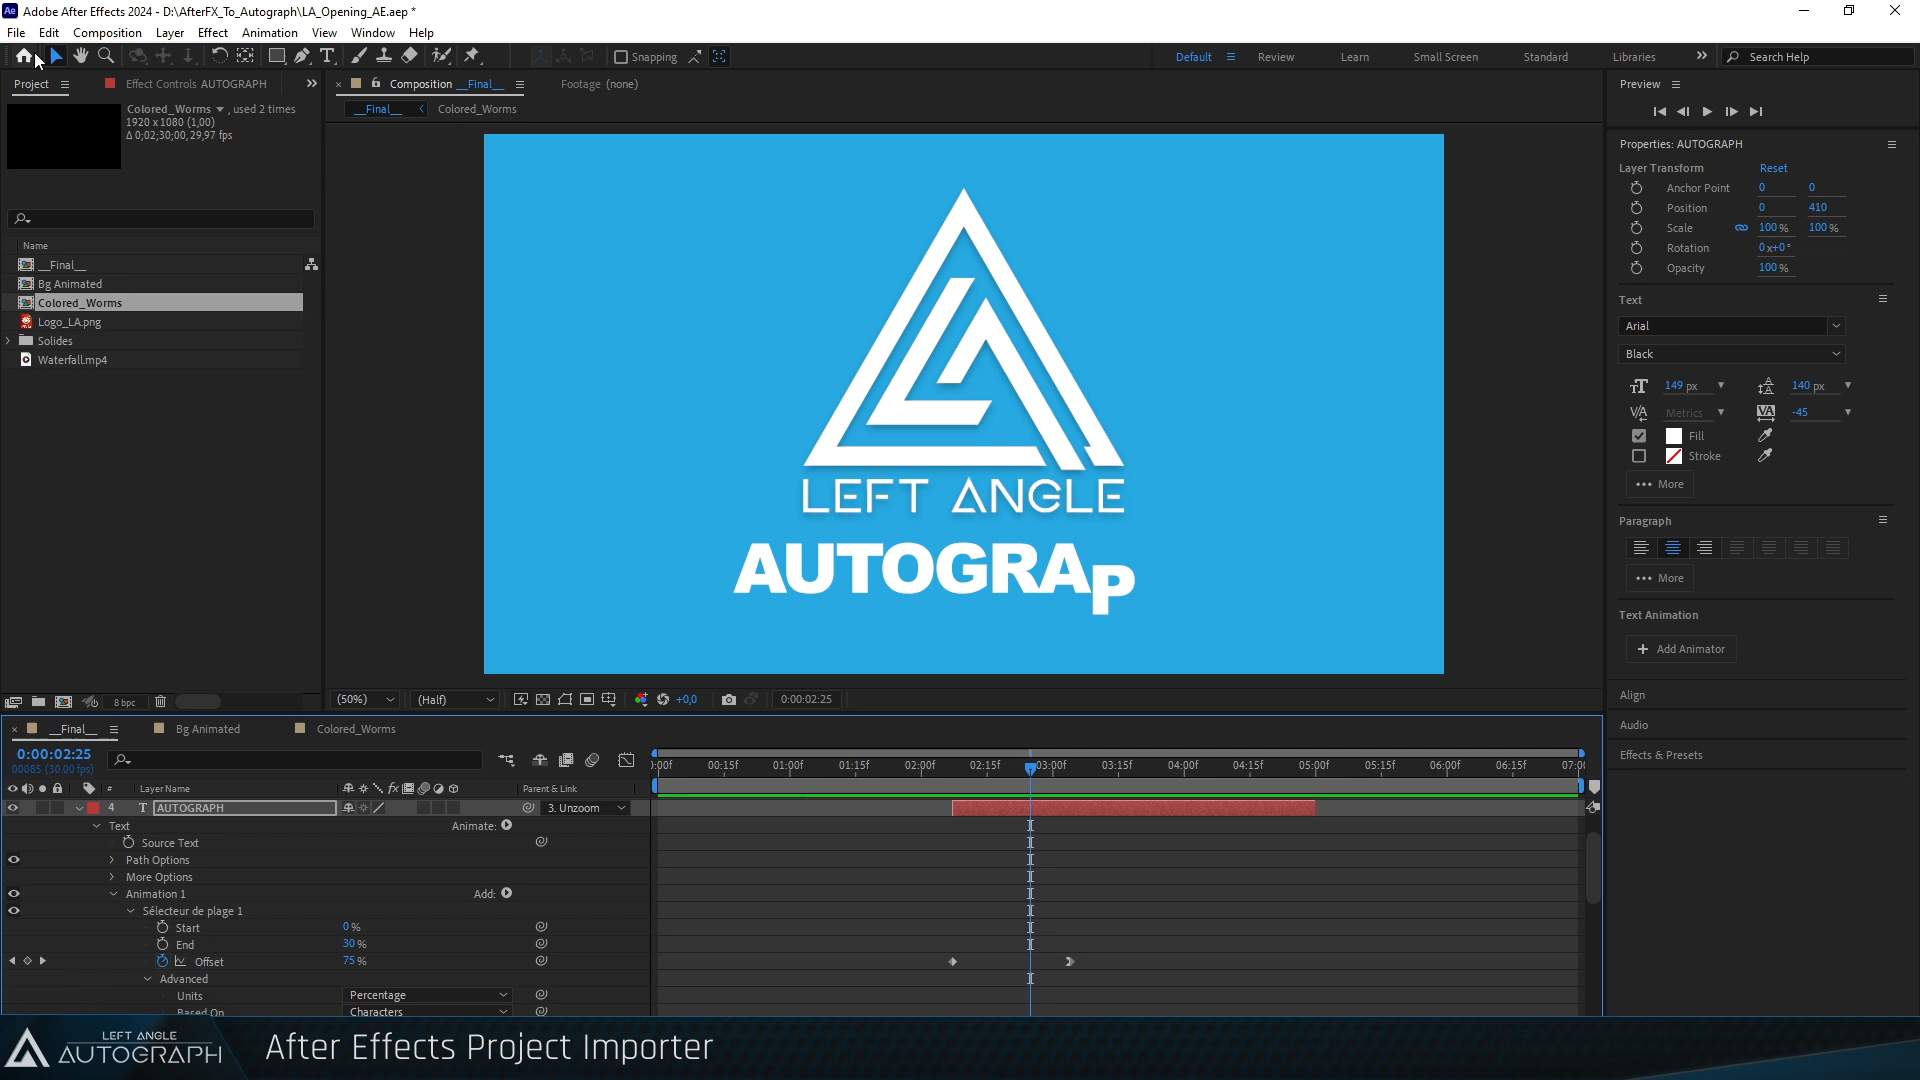 Adobe After Effects 2024 - D:\AfterFX_To_Autograph\LA_Opening_AE.aep *
File Edit Composition Layer Effect Animation View Window Help
Snapping
Default Review Learn Small Screen Standard Libraries Search Help
Project Effect Controls AUTOGRAPH
Colored_Worms , used 2 times
1920 x 1080 (1,00)
Δ 0;02;30;00, 29,97 fps
Name
__Final__
Bg Animated
Colored_Worms
Logo_LA.png
Solides
Waterfall.mp4
8 bpc
Composition __Final__ Footage (none)
__Final__ Colored_Worms
LEFT ANGLE
AUTOGRAP
(50%) (Half) +0,0 0:00:02:25
Preview
Properties: AUTOGRAPH
Layer Transform Reset
Anchor Point 0 0
Position 0 410
Scale 100 % 100 %
Rotation 0x+0°
Opacity 100 %
Text
Arial
Black
149 px 140 px
Metrics -45
Fill
Stroke
More
Paragraph
More
Text Animation
Add Animator
Align
Audio
Effects & Presets
__Final__ Bg Animated Colored_Worms
0:00:02:25
00085 (30.00 fps)
):00f 00:15f 01:00f 01:15f 02:00f 02:15f 03:00f 03:15f 04:00f 04:15f 05:00f 05:15f 06:00f 06:15f 07:0(
# Layer Name fx Parent & Link
4 T AUTOGRAPH 3. Unzoom
Text Animate:
Source Text
Path Options
More Options
Animation 1 Add:
Sélecteur de plage 1
Start 0 %
End 30 %
Offset 75 %
Advanced
Units Percentage
Based On Characters
LEFT ANGLE
AUTOGRAPH
After Effects Project Importer